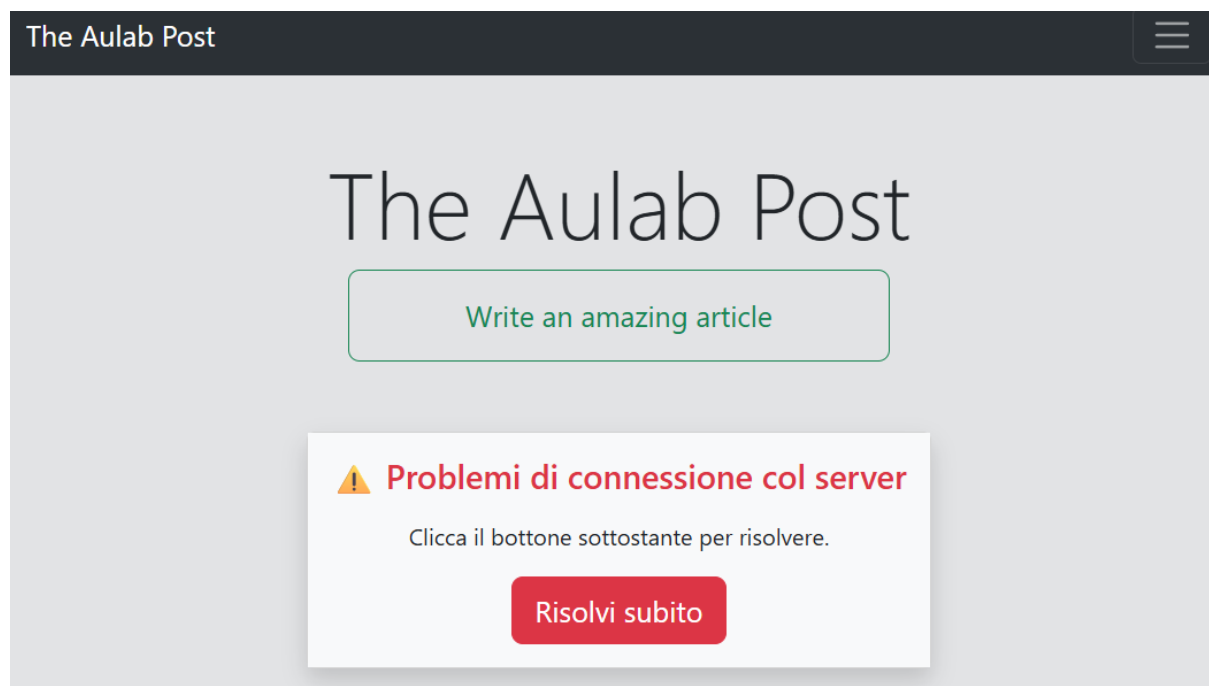 The Aulab Post
The Aulab Post
Write an amazing article
⚠️ Problemi di connessione col server
Clicca il bottone sottostante per risolvere.
Risolvi subito